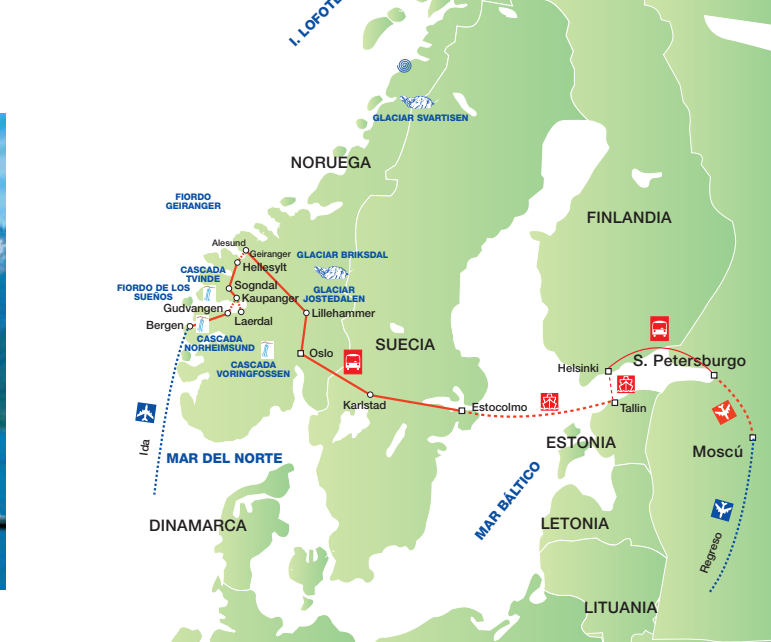 I. LOFOTE
GLACIAR SVARTISEN
NORUEGA
FIORDO
GEIRANGER
FINLANDIA
Alesund
Geiranger
GLACIAR BRIKSDAL
Hellesylt
CASCADA
TVINDE
FIORDO DE LOS
SUEÑOS
Sogndal
GLACIAR
JOSTEDALEN
Kaupanger
Gudvangen
Laerdal
Lillehammer
Bergen
CASCADA
NORHEIMSUND
SUECIA
Oslo
CASCADA
VORINGFOSSEN
S. Petersburgo
Helsinki
Karlstad
Estocolmo
Tallin
Ida
ESTONIA
Moscú
MAR DEL NORTE
MAR BÁLTICO
DINAMARCA
LETONIA
Regreso
LITUANIA